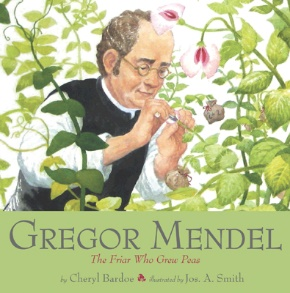 GREGOR MENDEL
The Friar Who Grew Peas
by Cheryl Bardoe illustrated by Jos. A. Smith